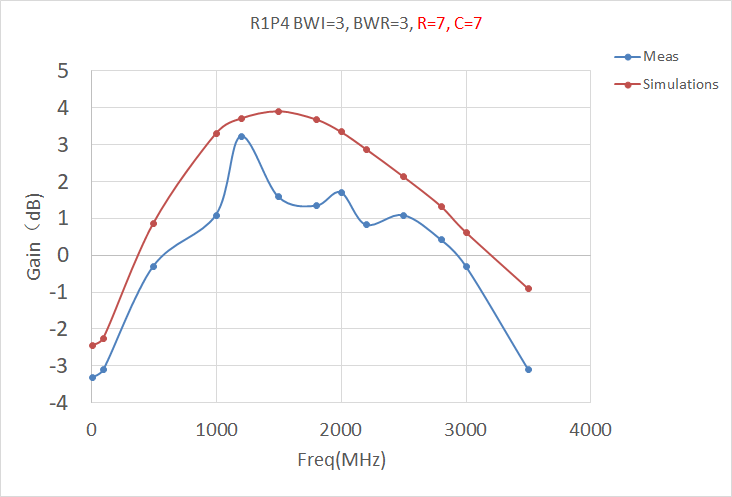 R1P4 BWI=3, BWR=3, R=7, C=7
Meas
Simulations
5
4
3
2
1
0
-1
-2
-3
-4
Gain（dB)
0 1000 2000 3000 4000
Freq(MHz)